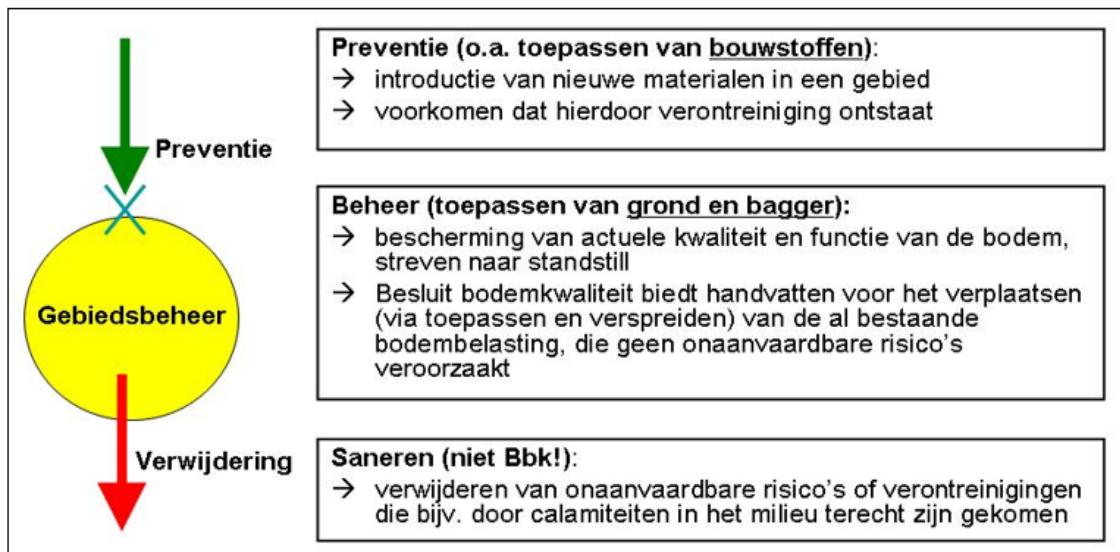 Preventie
Gebiedsbeheer
Verwijdering
Preventie (o.a. toepassen van bouwstoffen):
→ introductie van nieuwe materialen in een gebied
→ voorkomen dat hierdoor verontreiniging ontstaat
Beheer (toepassen van grond en bagger):
→ bescherming van actuele kwaliteit en functie van de bodem,
streven naar standstill
→ Besluit bodemkwaliteit biedt handvatten voor het verplaatsen
(via toepassen en verspreiden) van de al bestaande
bodembelasting, die geen onaanvaardbare risico's
veroorzaakt
Saneren (niet Bbk!):
→ verwijderen van onaanvaardbare risico's of verontreinigingen
die bijv. door calamiteiten in het milieu terecht zijn gekomen